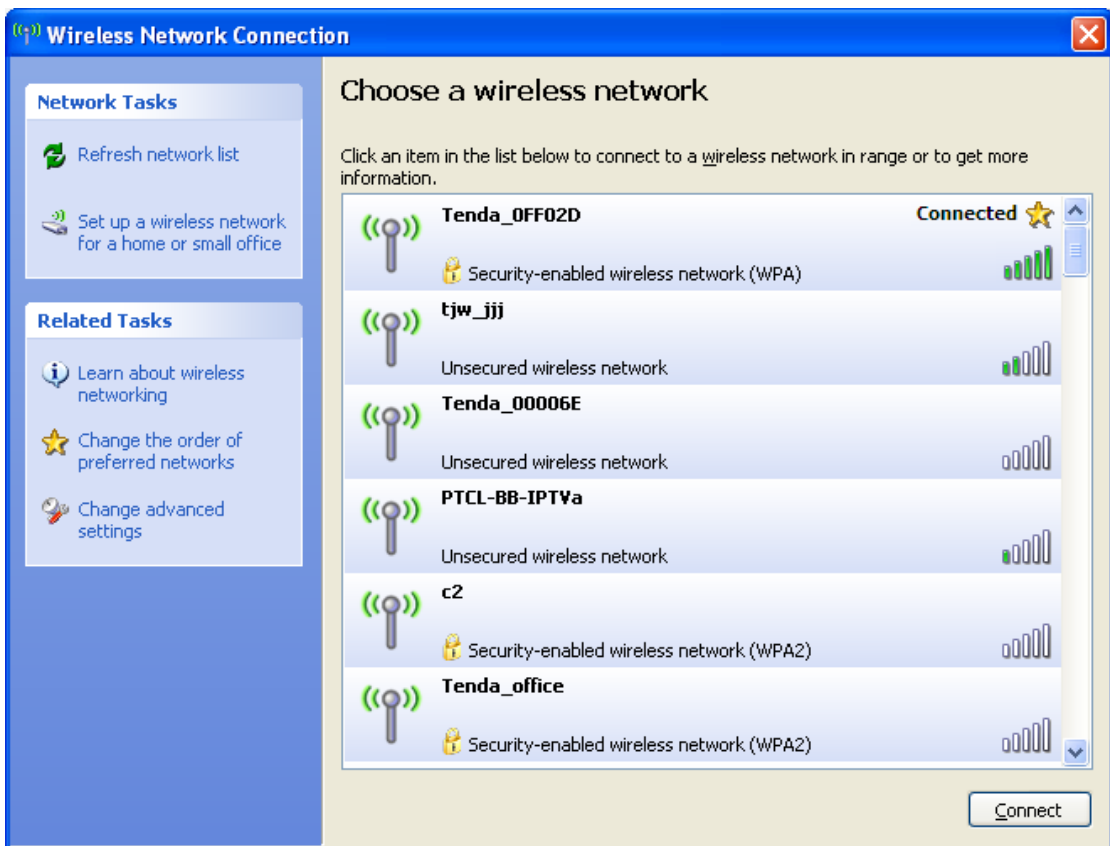 Wireless Network Connection
Network Tasks
Refresh network list
Set up a wireless network
for a home or small office
Related Tasks
Learn about wireless
networking
Change the order of
preferred networks
Change advanced
settings
Choose a wireless network
Click an item in the list below to connect to a wireless network in range or to get more
information.
Tenda_0FF02D Connected
Security-enabled wireless network (WPA)
tjw_jjj
Unsecured wireless network
Tenda_00006E
Unsecured wireless network
PTCL-BB-IPTVa
Unsecured wireless network
c2
Security-enabled wireless network (WPA2)
Tenda_office
Security-enabled wireless network (WPA2)
Connect